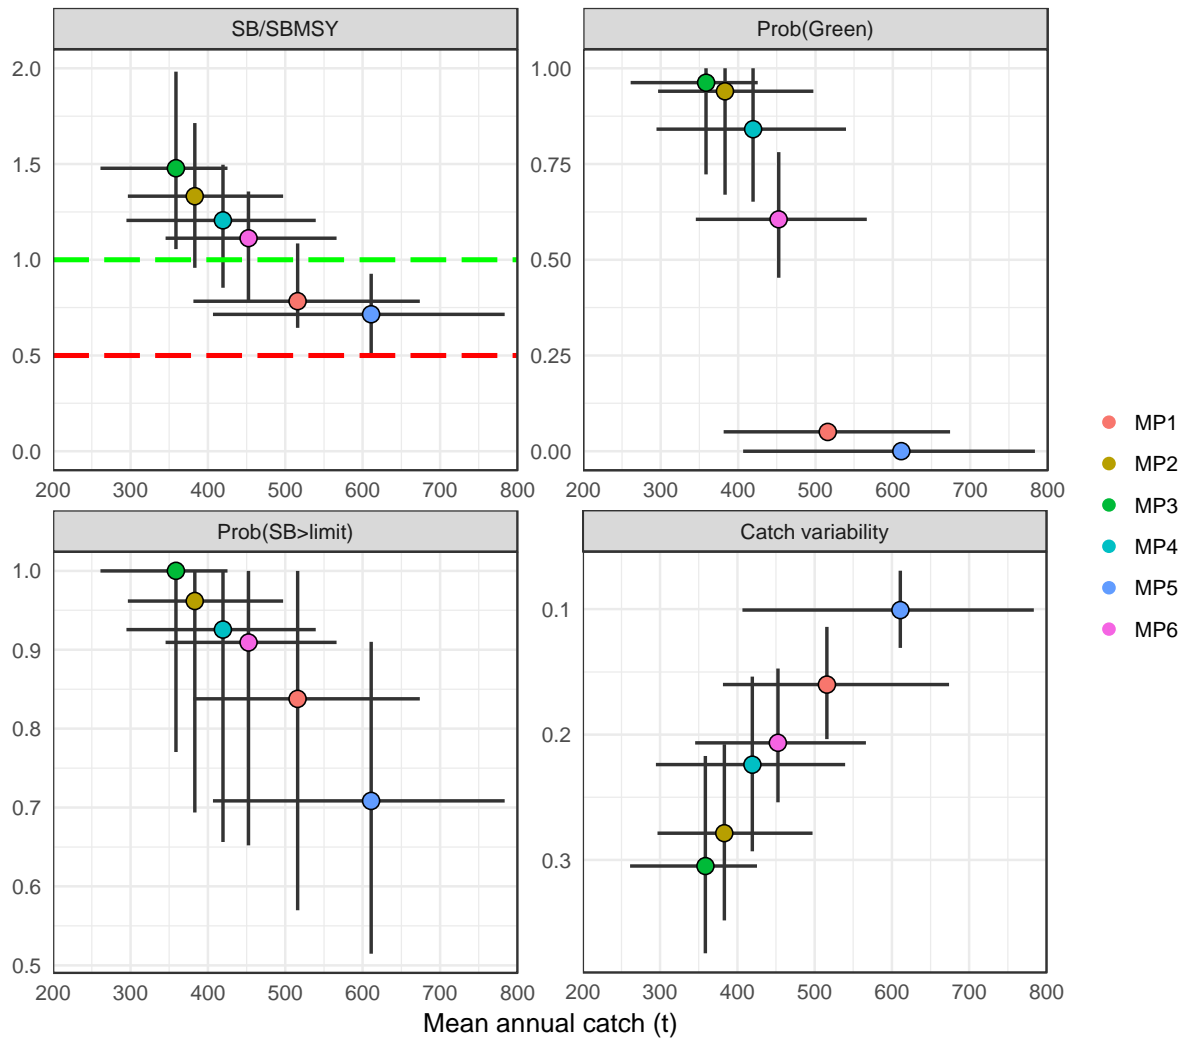 SB/SBMSY
Prob(Green)
2.0
1.5
1.0
0.5
0.0
1.00
0.75
0.50
0.25
0.00
200 300 400 500 600 700 800
200 300 400 500 600 700 800
Prob(SB>limit)
Catch variability
1.0
0.9
0.8
0.7
0.6
0.5
0.1
0.2
0.3
200 300 400 500 600 700 800
200 300 400 500 600 700 800
Mean annual catch (t)
MP1
MP2
MP3
MP4
MP5
MP6